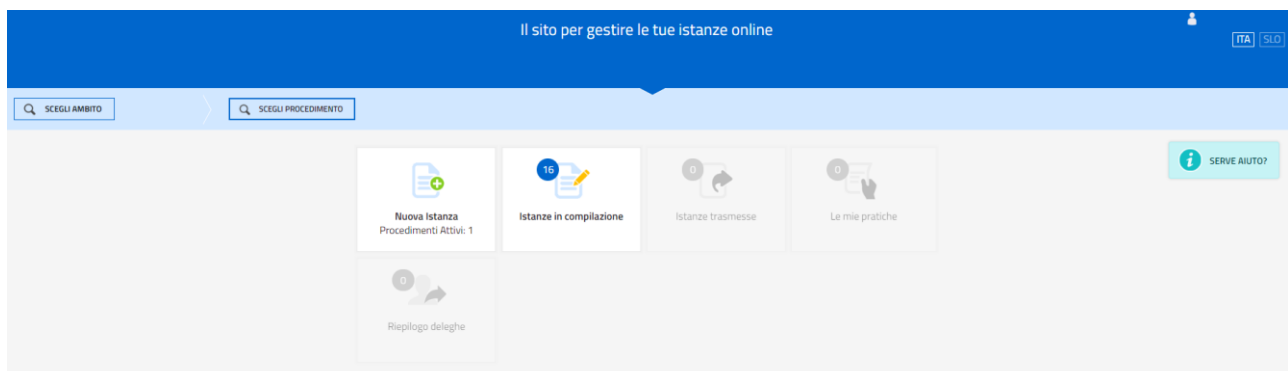 Il sito per gestire le tue istanze online
ITA SLO
SCEGLI AMBITO
SCEGLI PROCEDIMENTO
SERVE AIUTO?
Nuova Istanza
Procedimenti Attivi: 1
16
Istanze in compilazione
0
Istanze trasmesse
0
Le mie pratiche
0
Riepilogo deleghe